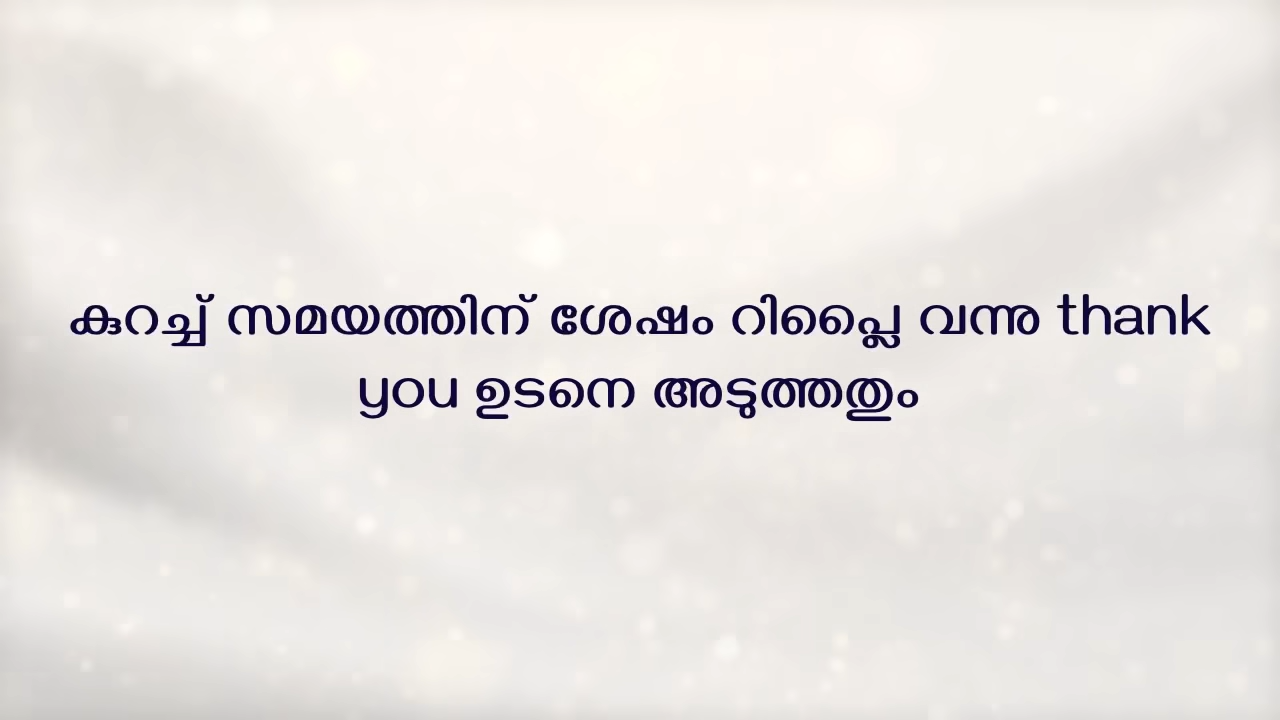 കുറച്ച് സമയത്തിന് ശേഷം റിപ്ലൈ വന്നു thank
you ഉടനെ അടുത്തതും